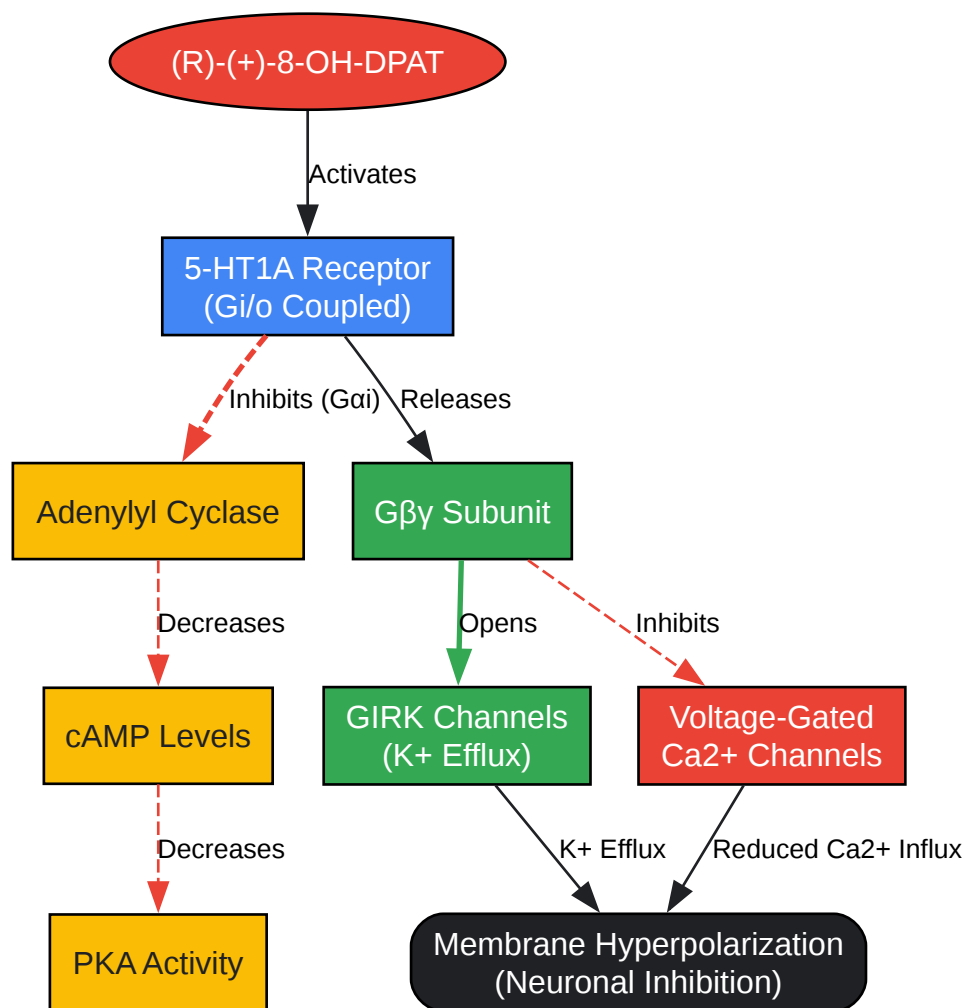 (R)-(+)-8-OH-DPAT
Activates
5-HT1A Receptor
(Gi/o Coupled)
Inhibits (Gαi)
Releases
Adenylyl Cyclase
Gβγ Subunit
Decreases
Opens
Inhibits
cAMP Levels
GIRK Channels
(K+ Efflux)
Voltage-Gated
Ca2+ Channels
Decreases
K+ Efflux
Reduced Ca2+ Influx
PKA Activity
Membrane Hyperpolarization
(Neuronal Inhibition)